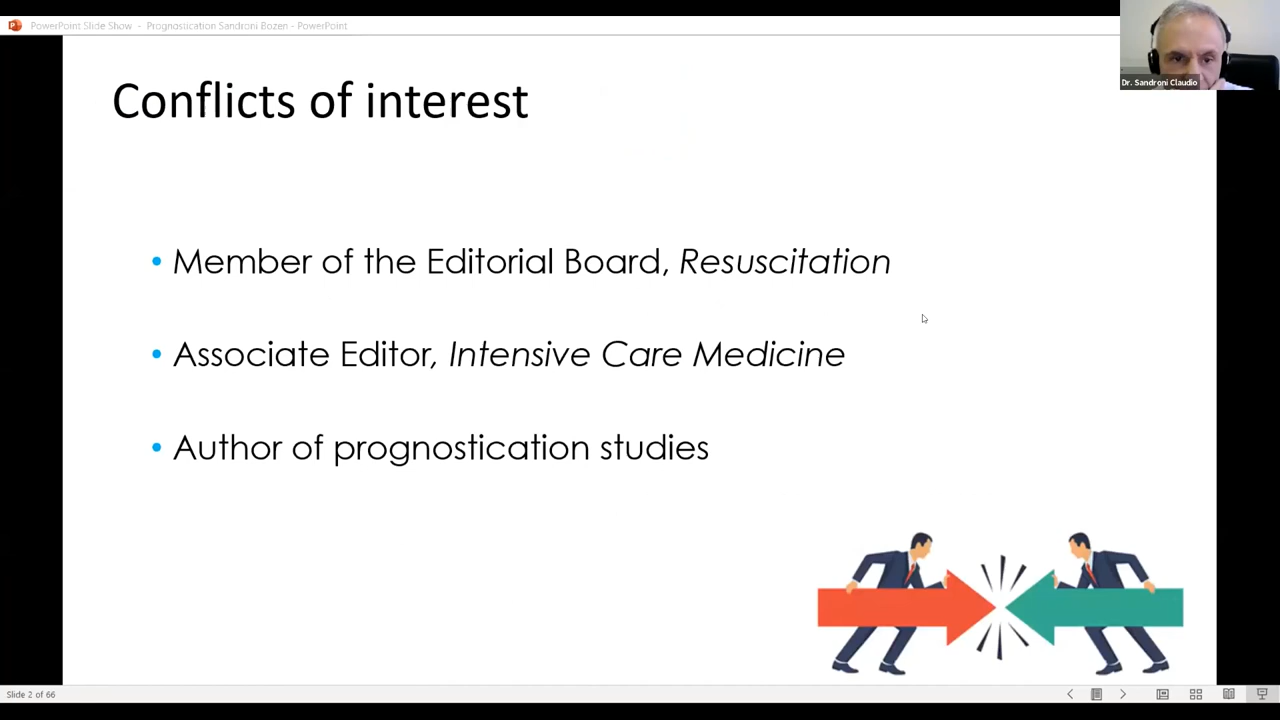 PowerPoint Slide Show - Prognostication Sandroni Bozen - PowerPoint
Dr. Sandroni Claudio
Conflicts of interest
• Member of the Editorial Board, Resuscitation
• Associate Editor, Intensive Care Medicine
• Author of prognostication studies
Slide 2 of 66